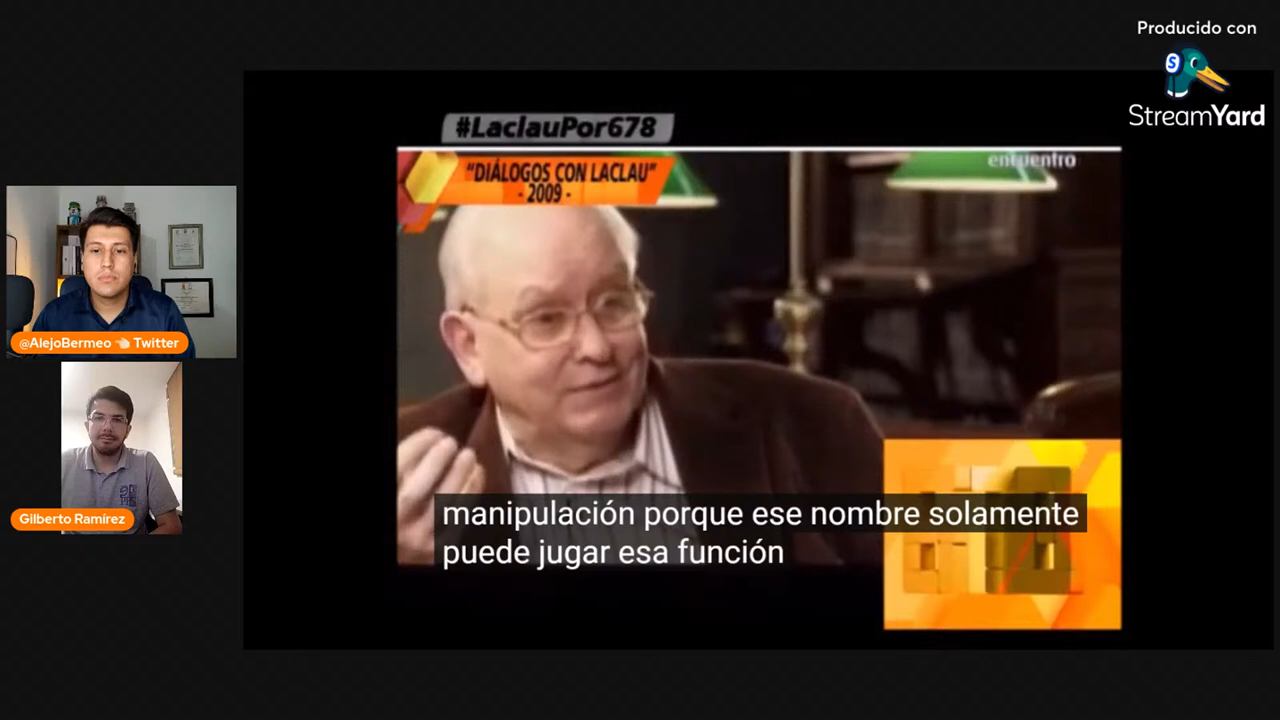 Producido con
StreamYard
#LaclauPor678
"DIÁLOGOS CON LACLAU"
- 2009 -
encuentro
@AlejoBermeo 👈🏻 Twitter
Gilberto Ramírez
manipulación porque ese nombre solamente
puede jugar esa función